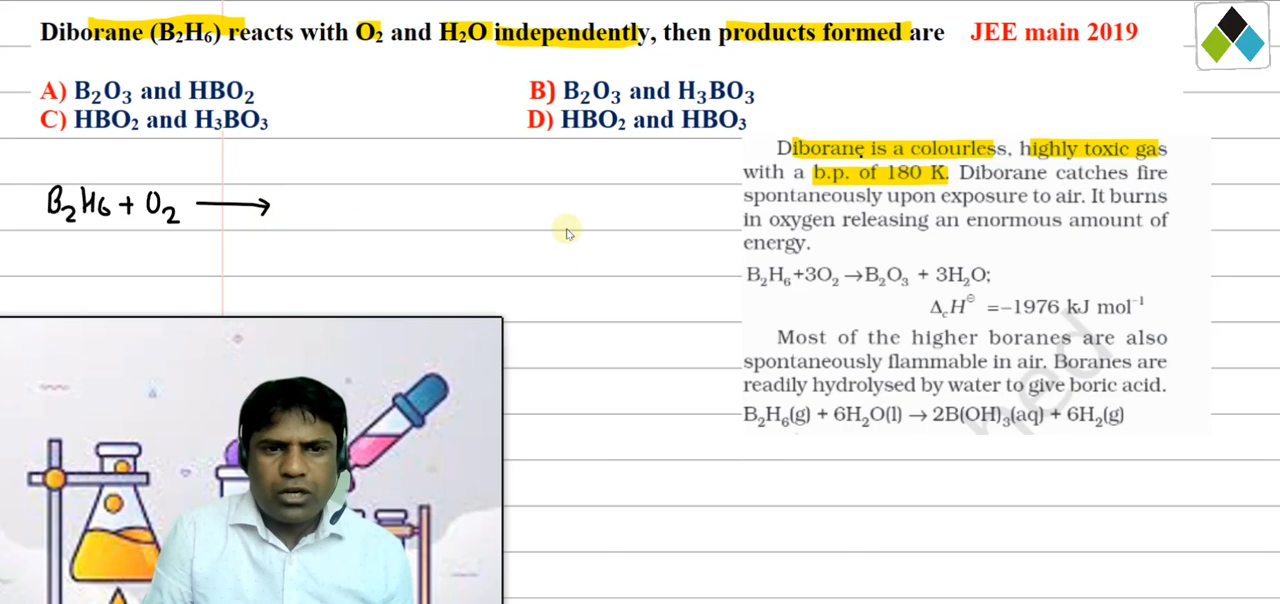 Diborane (B₂H₆) reacts with O₂ and H₂O independently, then products formed are JEE main 2019
A) B₂O₃ and HBO₂ B) B₂O₃ and H₃BO₃
C) HBO₂ and H₃BO₃ D) HBO₂ and HBO₃
B₂H₆ + O₂ ⟶
Diborane is a colourless, highly toxic gas
with a b.p. of 180 K. Diborane catches fire
spontaneously upon exposure to air. It burns
in oxygen releasing an enormous amount of
energy.
B₂H₆+3O₂ →B₂O₃ + 3H₂O;
Δ꜀H⊖ =−1976 kJ mol⁻¹
Most of the higher boranes are also
spontaneously flammable in air. Boranes are
readily hydrolysed by water to give boric acid.
B₂H₆(g) + 6H₂O(l) → 2B(OH)₃(aq) + 6H₂(g)